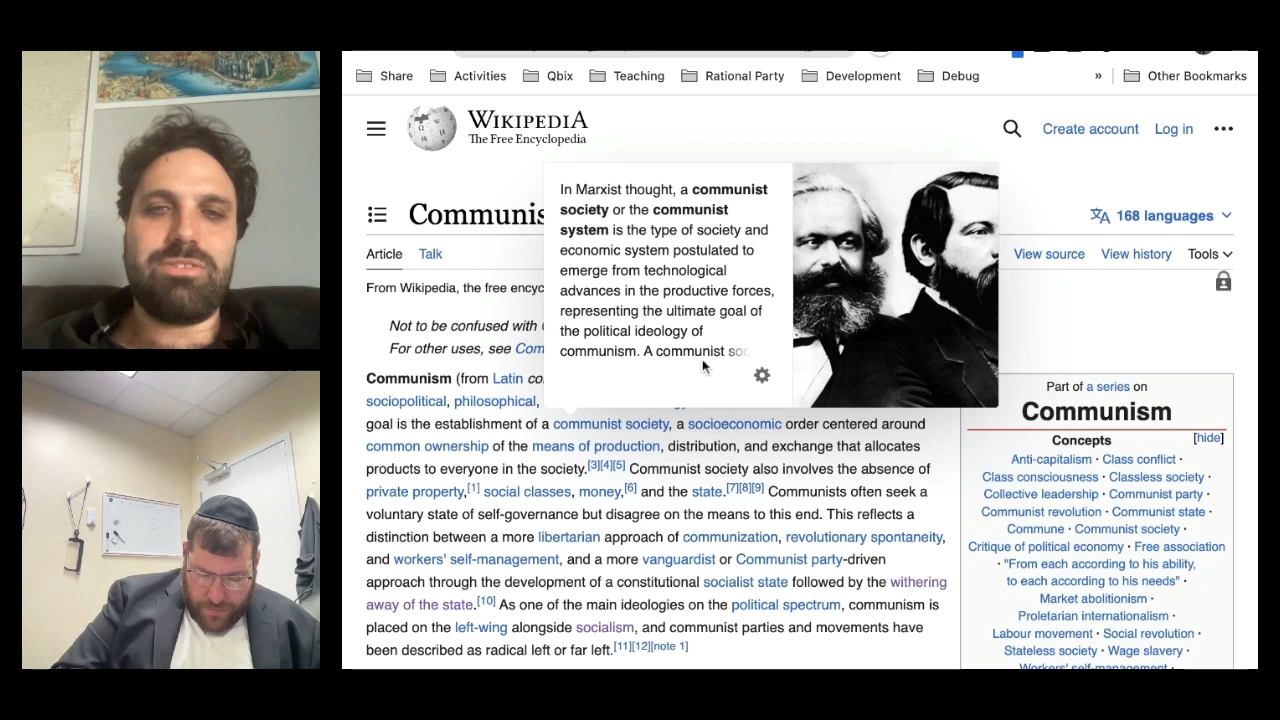 Share Activities Qbix Teaching Rational Party Development Debug » Other Bookmarks
WIKIPEDIA
The Free Encyclopedia
Create account Log in
Communis
168 languages
Article Talk
View source View history Tools
From Wikipedia, the free enc
Not to be confused with
For other uses, see Com
In Marxist thought, a communist
society or the communist
system is the type of society and
economic system postulated to
emerge from technological
advances in the productive forces,
representing the ultimate goal of
the political ideology of
communism. A communist soc
Communism (from Latin co
sociopolitical, philosophical,
goal is the establishment of a communist society, a socioeconomic order centered around
common ownership of the means of production, distribution, and exchange that allocates
products to everyone in the society.[3][4][5] Communist society also involves the absence of
private property,[1] social classes, money,[6] and the state.[7][8][9] Communists often seek a
voluntary state of self-governance but disagree on the means to this end. This reflects a
distinction between a more libertarian approach of communization, revolutionary spontaneity,
and workers' self-management, and a more vanguardist or Communist party-driven
approach through the development of a constitutional socialist state followed by the withering
away of the state.[10] As one of the main ideologies on the political spectrum, communism is
placed on the left-wing alongside socialism, and communist parties and movements have
been described as radical left or far left.[11][12][note 1]
Part of a series on
Communism
Concepts [hide]
Anti-capitalism · Class conflict ·
Class consciousness · Classless society ·
Collective leadership · Communist party ·
Communist revolution · Communist state ·
Commune · Communist society ·
Critique of political economy · Free association
· "From each according to his ability,
to each according to his needs" ·
Market abolitionism ·
Proletarian internationalism ·
Labour movement · Social revolution ·
Stateless society · Wage slavery ·
Workers' self-management